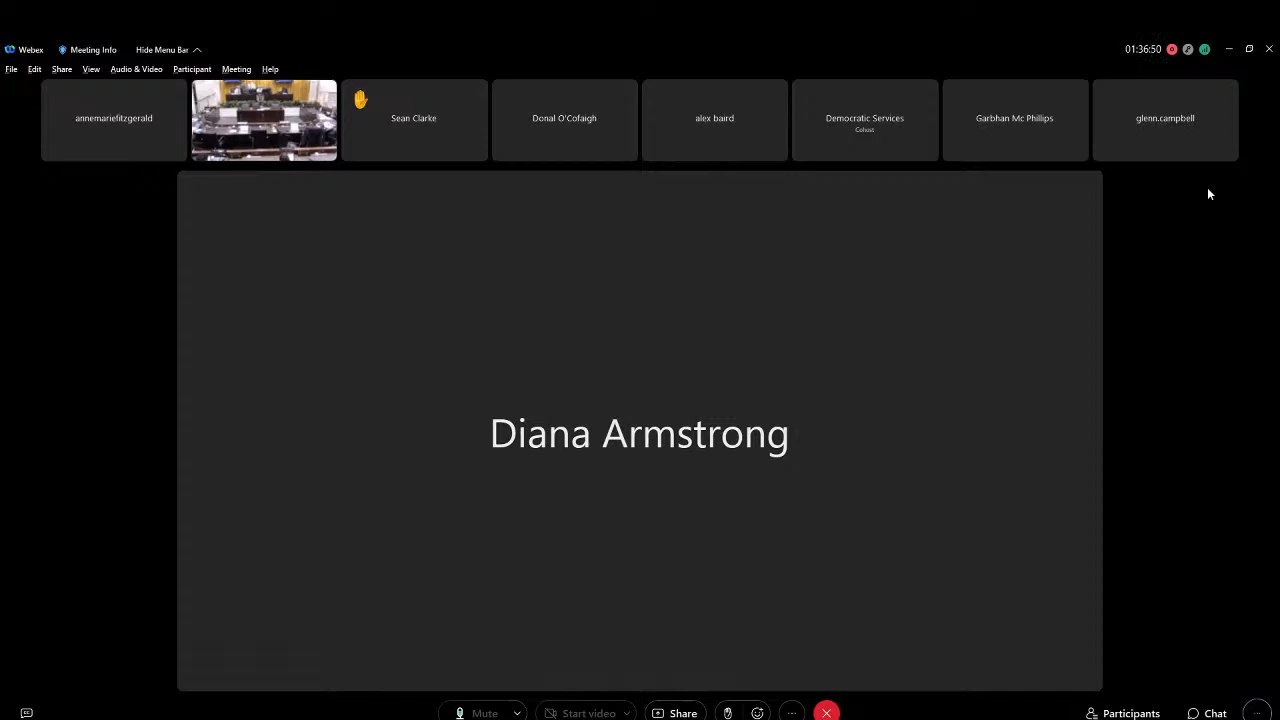 Webex Meeting Info Hide Menu Bar 01:36:50
File Edit Share View Audio & Video Participant Meeting Help
annemariefitzgerald
Sean Clarke
Donal O'Cofaigh
alex baird
Democratic Services
Cohost
Garbhan Mc Phillips
glenn.campbell
Diana Armstrong
Mute Start video Share Participants Chat